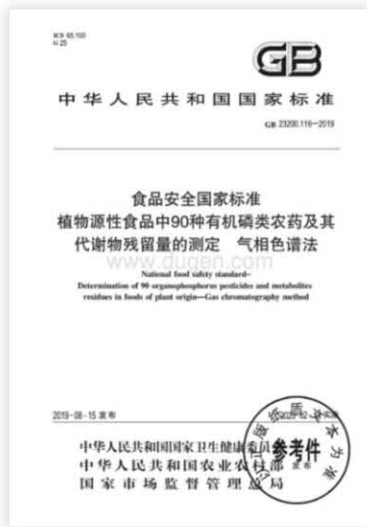 ICS 65.100
G 25
GB
中华人民共和国国家标准
GB 23200.116—2019
食品安全国家标准
植物源性食品中90种有机磷类农药及其
代谢物残留量的测定 气相色谱法
www.dugen.com
National food safety standard-
Determination of 90 organophosphorus pesticides and metabolites
residues in foods of plant origin—Gas chromatography method
2019-08-15 发布
中华人民共和国国家卫生健康委员会
中华人民共和国农业农村部 发布
国家市场监督管理总局
参考件